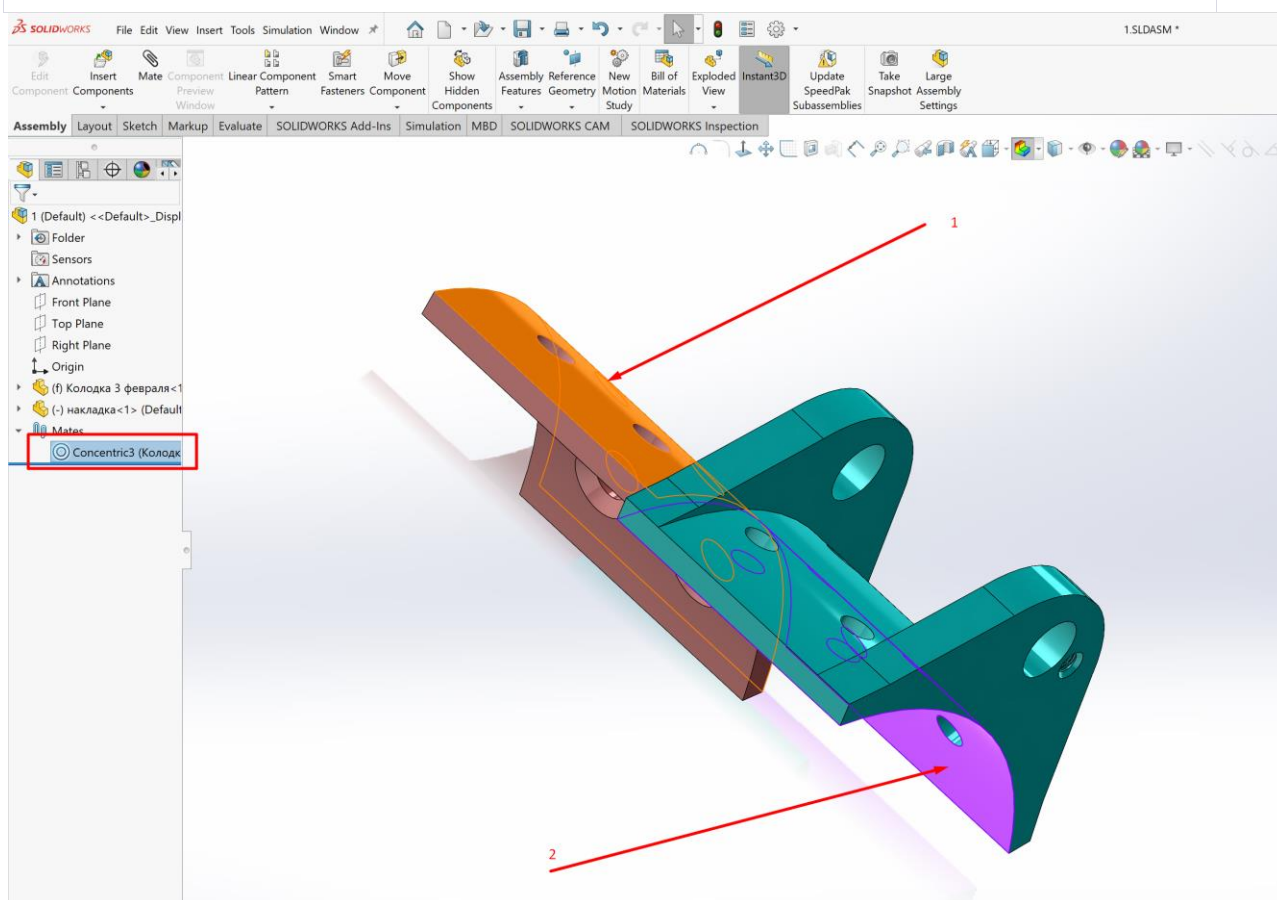 SOLIDWORKS File Edit View Insert Tools Simulation Window 1.SLDASM *
Edit Component
Insert Components
Mate
Component Preview Window
Linear Component Pattern
Smart Fasteners
Move Component
Show Hidden Components
Assembly Features
Reference Geometry
New Motion Study
Bill of Materials
Exploded View
Instant3D
Update SpeedPak Subassemblies
Take Snapshot
Large Assembly Settings
Assembly Layout Sketch Markup Evaluate SOLIDWORKS Add-Ins Simulation MBD SOLIDWORKS CAM SOLIDWORKS Inspection
1 (Default) <<Default>_Displ
Folder
Sensors
Annotations
Front Plane
Top Plane
Right Plane
Origin
(f) Колодка 3 февраля<1
(-) накладка<1> (Default
Mates
Concentric3 (Колодк
1
2